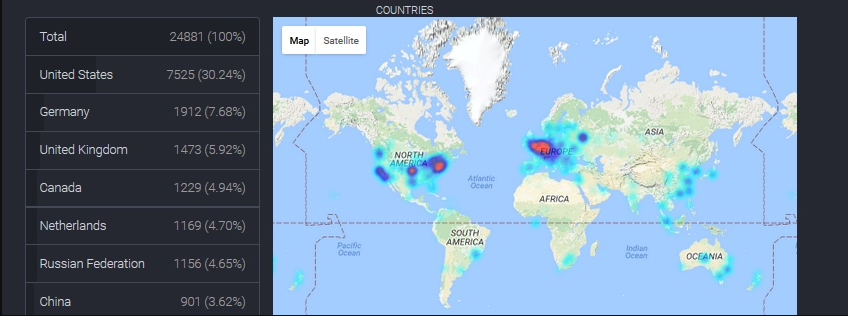 COUNTRIES
Total 24881 (100%)
United States 7525 (30.24%)
Germany 1912 (7.68%)
United Kingdom 1473 (5.92%)
Canada 1229 (4.94%)
Netherlands 1169 (4.70%)
Russian Federation 1156 (4.65%)
China 901 (3.62%)
Map Satellite
NORTH
AMERICA
EUROPE
ASIA
Atlantic
Ocean
AFRICA
SOUTH
AMERICA
Pacific
Ocean
Indian
Ocean
OCEANIA